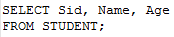 SELECT Sid, Name, Age
FROM STUDENT;